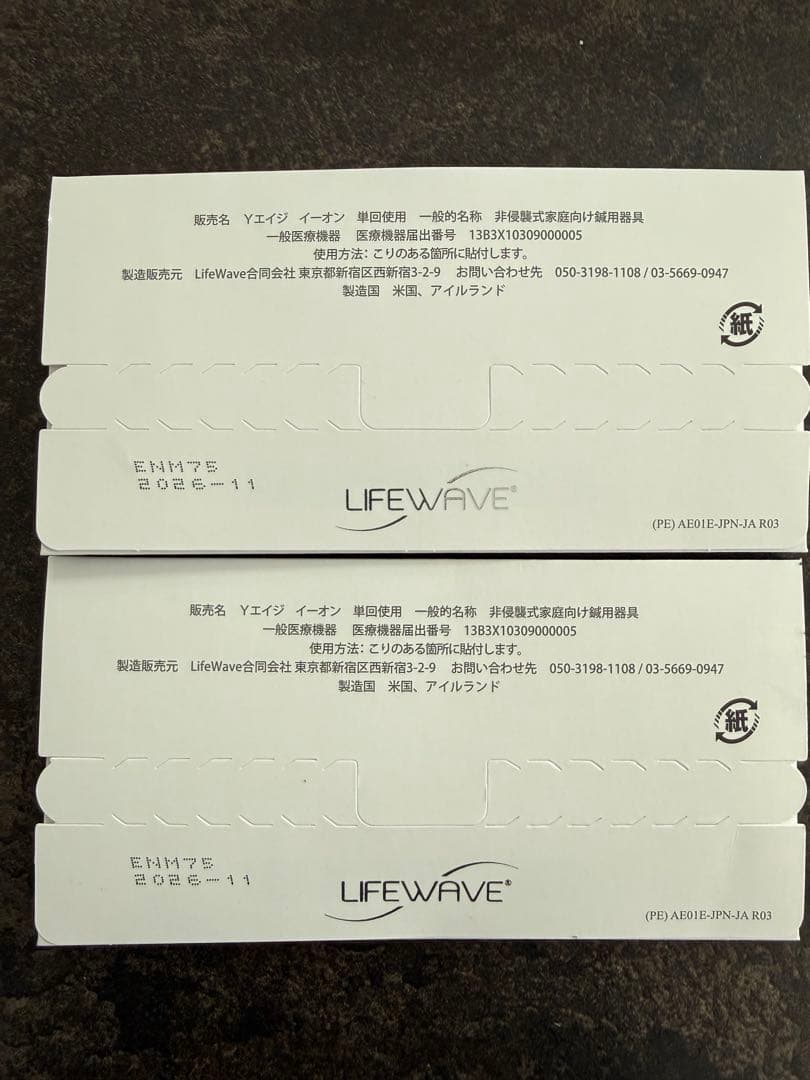 販売名　Yエイジ　イーオン　単回使用　一般的名称　非侵襲式家庭向け鍼用器具
一般医療機器　医療機器届出番号　13B3X10309000005
使用方法：こりのある箇所に貼付します。
製造販売元　LifeWave合同会社 東京都新宿区西新宿3-2-9　お問い合わせ先　050-3198-1108 / 03-5669-0947
製造国　米国、アイルランド
紙
ENM75
2026-11
LIFEWAVE®
(PE) AE01E-JPN-JA R03
販売名　Yエイジ　イーオン　単回使用　一般的名称　非侵襲式家庭向け鍼用器具
一般医療機器　医療機器届出番号　13B3X10309000005
使用方法：こりのある箇所に貼付します。
製造販売元　LifeWave合同会社 東京都新宿区西新宿3-2-9　お問い合わせ先　050-3198-1108 / 03-5669-0947
製造国　米国、アイルランド
紙
ENM75
2026-11
LIFEWAVE®
(PE) AE01E-JPN-JA R03